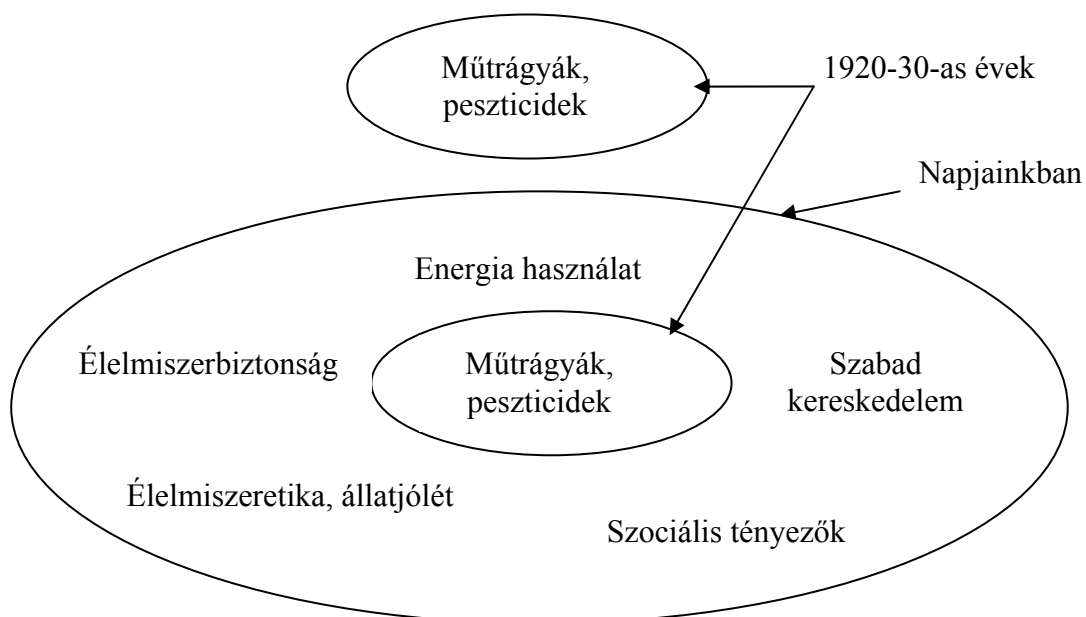 Műtrágyák,
peszticidek
1920-30-as évek
Napjainkban
Energia használat
Élelmiszerbiztonság
Műtrágyák,
peszticidek
Szabad
kereskedelem
Élelmiszeretika, állatjólét
Szociális tényezők